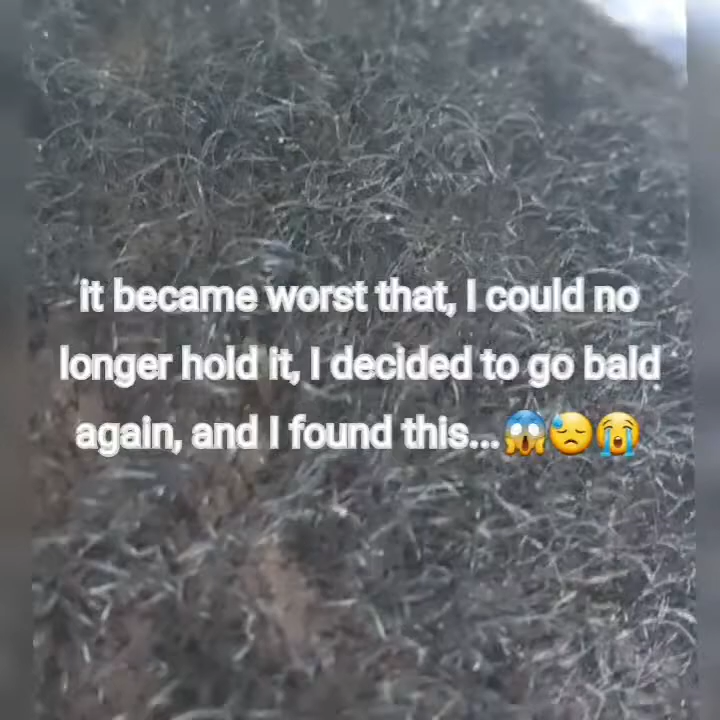 it became worst that, I could no
longer hold it, I decided to go bald
again, and I found this...😱😓😭